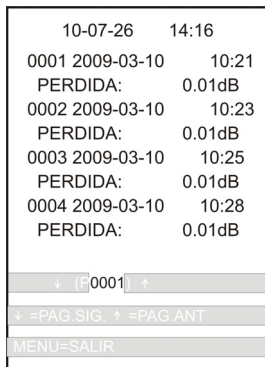 10-07-26 14:16
0001 2009-03-10 10:21
PERDIDA: 0.01dB
0002 2009-03-10 10:23
PERDIDA: 0.01dB
0003 2009-03-10 10:25
PERDIDA: 0.01dB
0004 2009-03-10 10:28
PERDIDA: 0.01dB
↓ (P0001) ↑
↓ =PAG.SIG. ↑ =PAG.ANT
MENU=SALIR